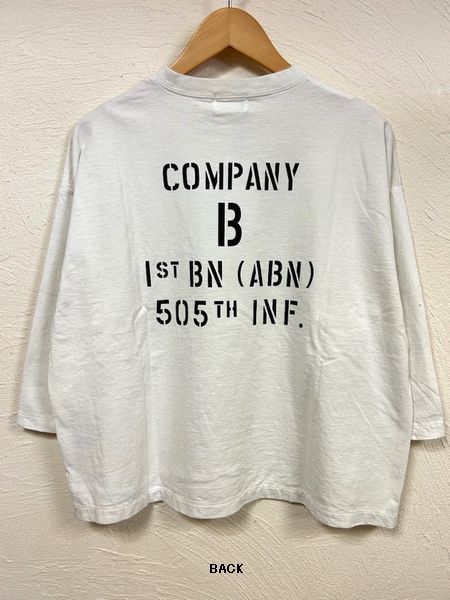 COMPANY
B
1ST BN (ABN)
505TH INF.
BACK